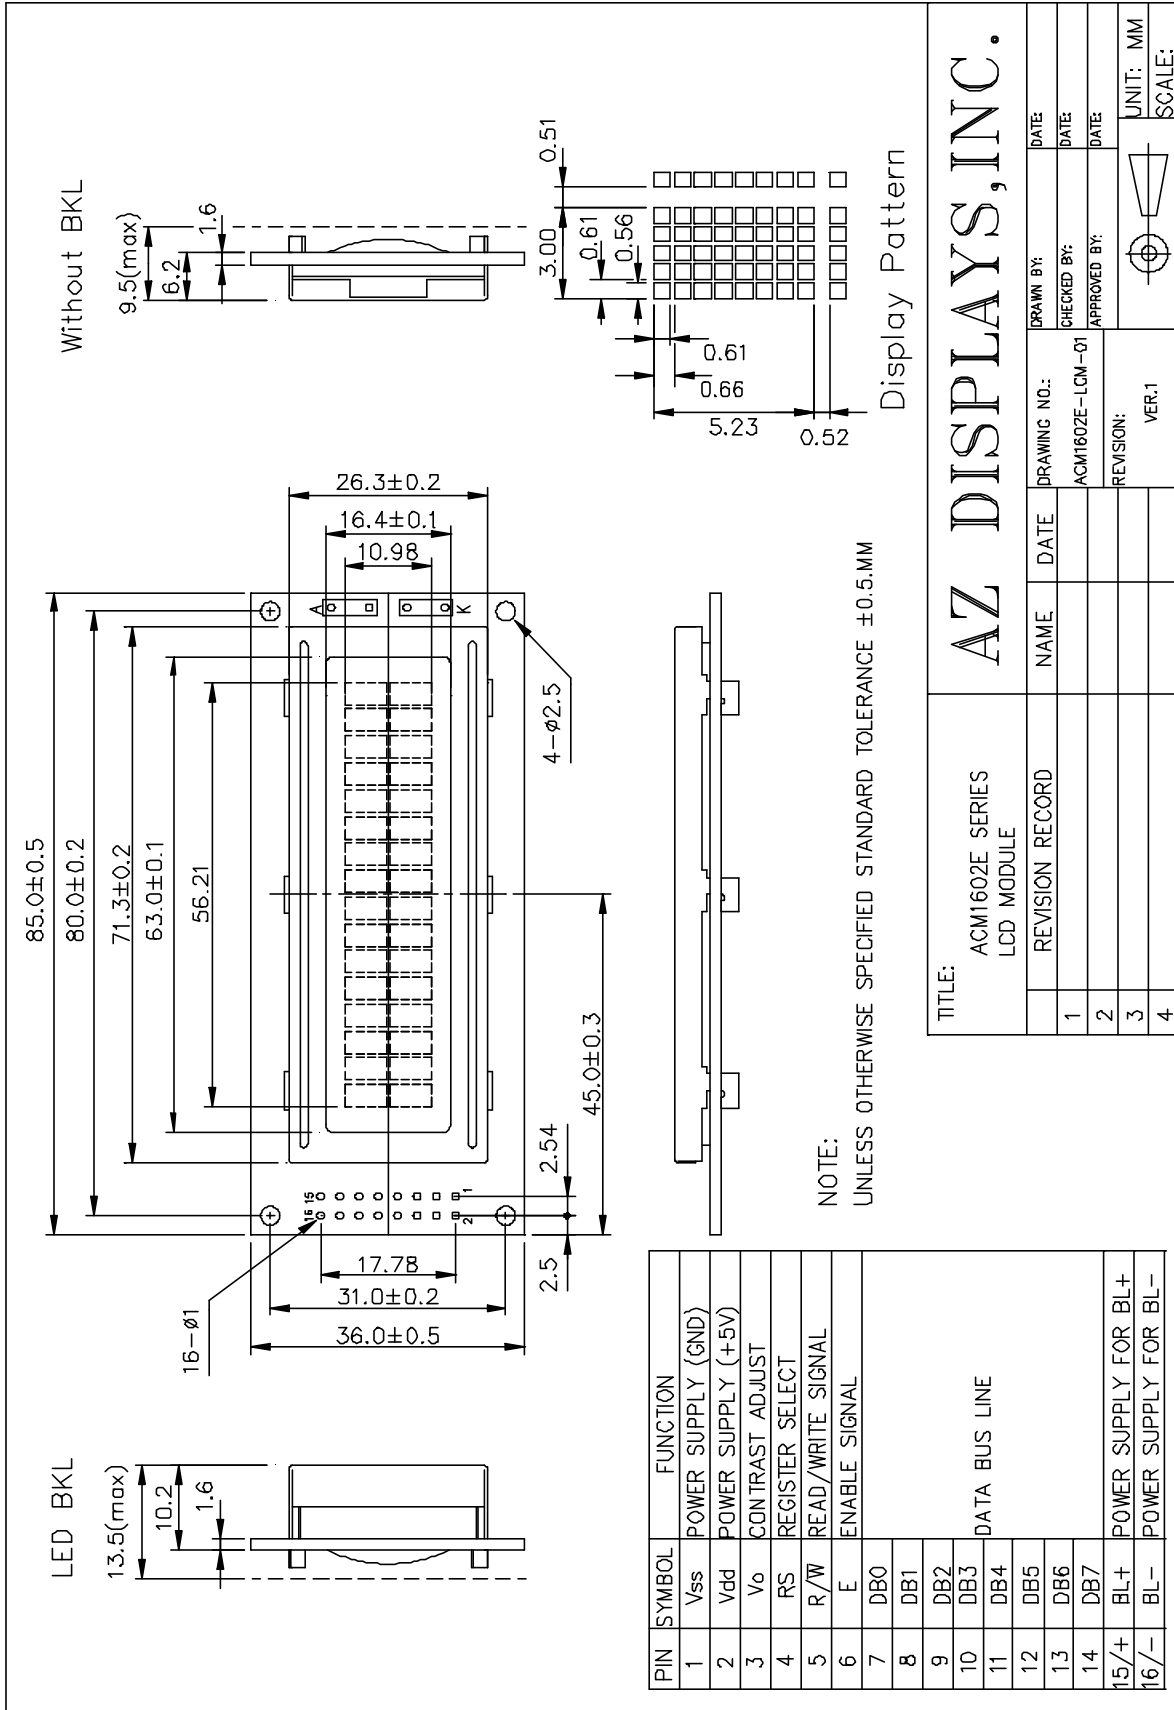 LED BKL
13.5(max)
10.2
1.6
85.0±0.5
80.0±0.2
71.3±0.2
63.0±0.1
56.21
Without BKL
9.5(max)
6.2
1.6
16-ø1
36.0±0.5
31.0±0.2
17.78
16 15
2 1
2.5
2.54
45.0±0.3
A
K
4-ø2.5
26.3±0.2
16.4±0.1
10.98
5.23
0.66
0.61
0.52
3.00
0.61
0.56
0.51
Display Pattern
NOTE:
UNLESS OTHERWISE SPECIFIED STANDARD TOLERANCE ±0.5.MM
PIN SYMBOL FUNCTION
1 Vss POWER SUPPLY (GND)
2 Vdd POWER SUPPLY (+5V)
3 Vo CONTRAST ADJUST
4 RS REGISTER SELECT
5 R/W̅ READ/WRITE SIGNAL
6 E ENABLE SIGNAL
7 DB0
8 DB1
9 DB2
10 DB3
DATA BUS LINE
11 DB4
12 DB5
13 DB6
14 DB7
15/+ BL+ POWER SUPPLY FOR BL+
16/- BL- POWER SUPPLY FOR BL-
TITLE:
ACM1602E SERIES
LCD MODULE
AZ DISPLAYS,INC.
REVISION RECORD NAME DATE
1
2
3
4
DRAWING NO.:
ACM1602E-LCM-01
REVISION:
VER.1
DRAWN BY: DATE:
CHECKED BY: DATE:
APPROVED BY: DATE:
UNIT: MM
SCALE: